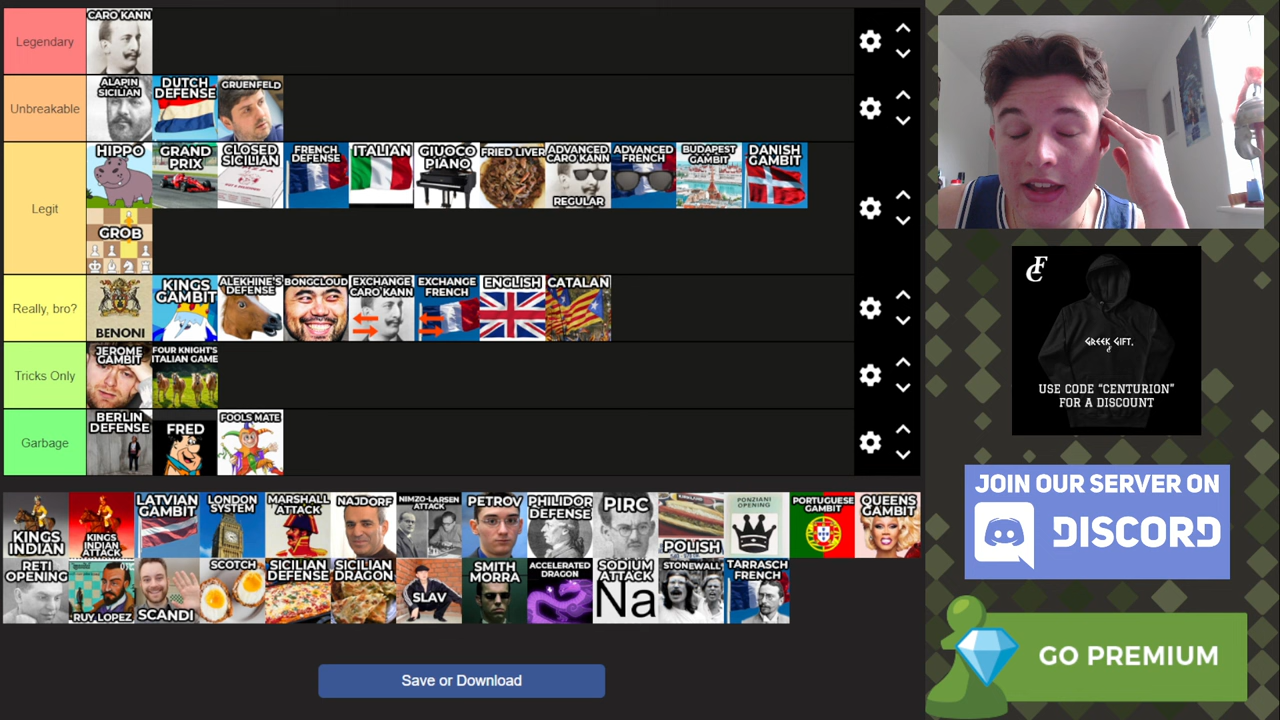 Legendary
CARO KANN
Unbreakable
ALAPIN
SICILIAN
DUTCH
DEFENSE
GRUENFELD
Legit
HIPPO
GRAND
PRIX
CLOSED
SICILIAN
FRENCH
DEFENSE
ITALIAN
GIUOCO
PIANO
FRIED LIVER
ADVANCED
CARO KANN
REGULAR
ADVANCED
FRENCH
BUDAPEST
GAMBIT
DANISH
GAMBIT
GROB
Really, bro?
BENONI
KINGS
GAMBIT
ALEKHINE'S
DEFENSE
BONGCLOUD
EXCHANGE
CARO KANN
EXCHANGE
FRENCH
ENGLISH
CATALAN
Tricks Only
JEROME
GAMBIT
FOUR KNIGHT'S
ITALIAN GAME
Garbage
BERLIN
DEFENSE
FRED
FOOLS MATE
KINGS
INDIAN
KINGS
INDIAN
ATTACK
LATVIAN
GAMBIT
LONDON
SYSTEM
MARSHALL
ATTACK
NAJDORF
NIMZO-LARSEN
ATTACK
PETROV
PHILIDOR
DEFENSE
PIRC
POLISH
PONZIANI
OPENING
PORTUGUESE
GAMBIT
QUEENS
GAMBIT
RETI
OPENING
RUY LOPEZ
SCANDI
SCOTCH
SICILIAN
DEFENSE
SICILIAN
DRAGON
SLAV
SMITH
MORRA
ACCELERATED
DRAGON
SODIUM
ATTACK
Na
STONEWALL
TARRASCH
FRENCH
Save or Download
GREEK GIFT.
USE CODE "CENTURION"
FOR A DISCOUNT
JOIN OUR SERVER ON
DISCORD
GO PREMIUM